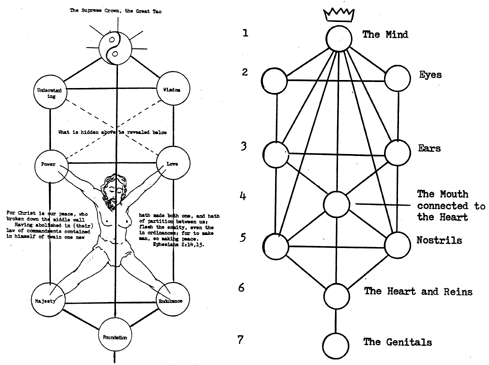 The Supreme Crown, the Great Tao
Understand
ing
Wisdom
What is hidden above is revealed below
Power
Love
For Christ is our peace, who
broken down the middle wall
Having abolished in (their)
law of commandments contained
in himself of twain one new
hath made both one, and hath
of partition between us;
flesh the enmity, even the
in ordinances; for to make
man, so making peace.
Ephesians 2:14,15.
Majesty
Endurance
Foundation
1
The Mind
2
Eyes
3
Ears
4
The Mouth
connected to
the Heart
5
Nostrils
6
The Heart and Reins
7
The Genitals